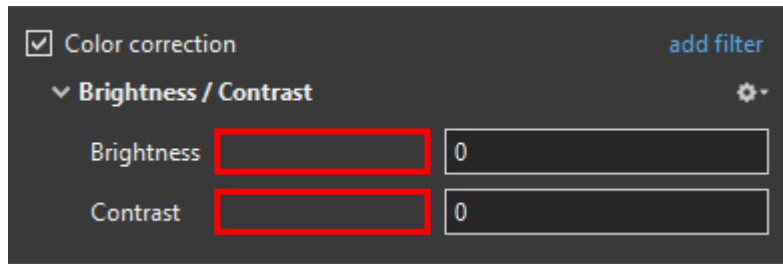 Color correction add filter
Brightness / Contrast
Brightness 0
Contrast 0